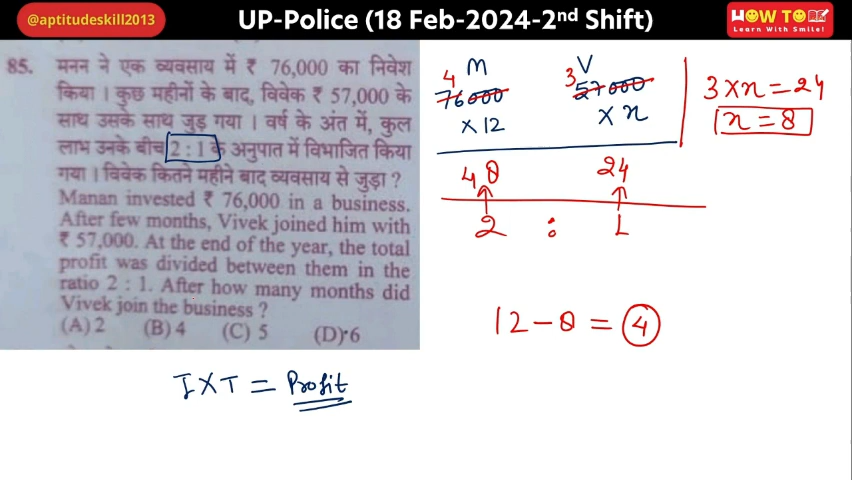 @aptitudeskill2013
UP-Police (18 Feb-2024-2nd Shift)
HOW TO
Learn With Smile!
85. मनन ने एक व्यवसाय में ₹ 76,000 का निवेश
किया । कुछ महीनों के बाद, विवेक ₹ 57,000 के
साथ उसके साथ जुड़ गया । वर्ष के अंत में, कुल
लाभ उनके बीच 2 : 1 के अनुपात में विभाजित किया
गया । विवेक कितने महीने बाद व्यवसाय से जुड़ा ?
Manan invested ₹ 76,000 in a business.
After few months, Vivek joined him with
₹ 57,000. At the end of the year, the total
profit was divided between them in the
ratio 2 : 1. After how many months did
Vivek join the business ?
(A) 2 (B) 4 (C) 5 (D) 6
I×T = Profit
M V
4 3
76000 57000
×12 × n
48 24
2 : 1
3×n=24
n=8
12-8=4